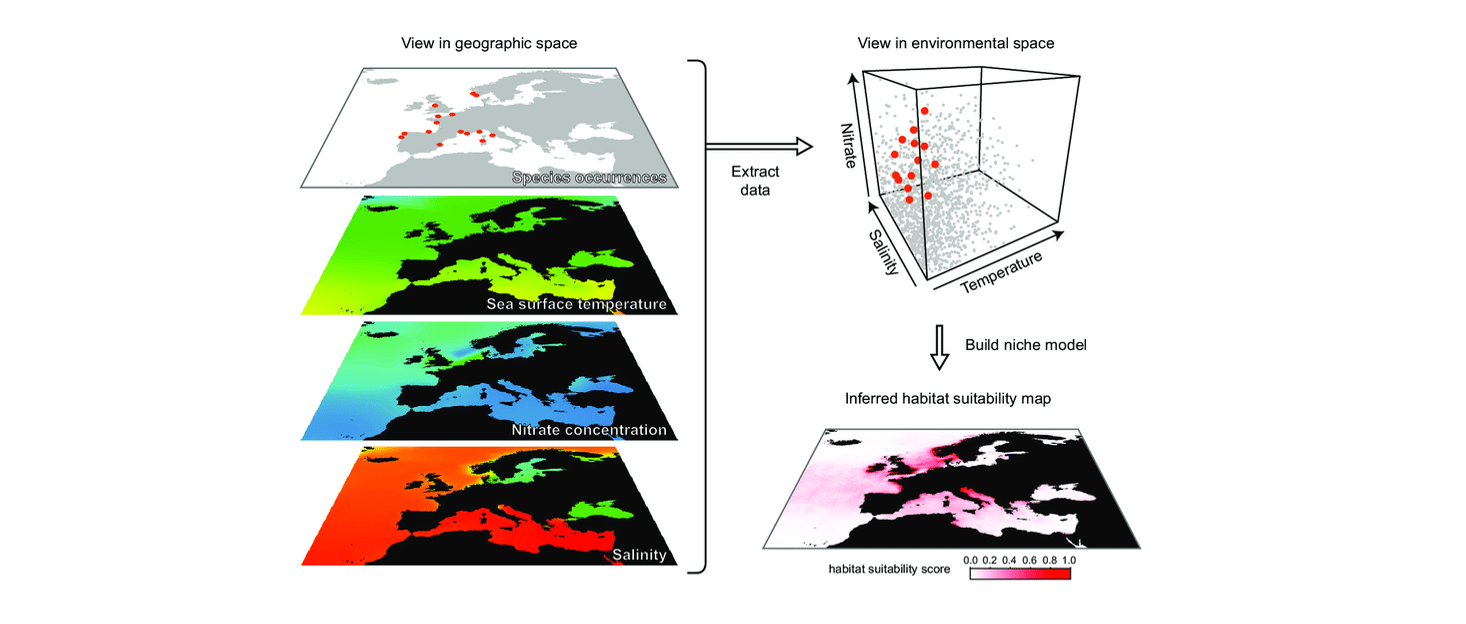 View in geographic space
Species occurrences
Sea surface temperature
Nitrate concentration
Salinity
Extract
data
View in environmental space
Nitrate
Salinity
Temperature
Build niche model
Inferred habitat suitability map
habitat suitability score
0.0 0.2 0.4 0.6 0.8 1.0